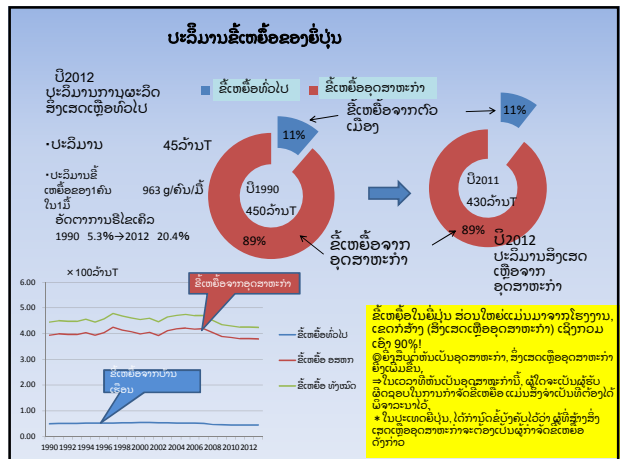 ປະລິມານຂີ້ເຫຍື້ອຂອງຍີ່ປຸ່ນ
ປີ2012
ປະລິມານການຜະລິດ
ສິ່ງເສດເຫຼືອທົ່ວໄປ
ຂີ້ເຫຍື້ອທົ່ວໄປ
ຂີ້ເຫຍື້ອອຸດສາຫະກຳ
・ປະລິມານ 45ລ້ານT
・ປະລິມານຂີ້
ເຫຍື້ອຂອງ1ຄົນ 963 g/ຄົນ/ມື້
ໃນ1ມື້
ອັດຕາການຣີໄຊເຄີລ
1990 5.3%→2012 20.4%
11%
ປີ1990
450ລ້ານT
89%
ຂີ້ເຫຍື້ອຈາກຕົວ
ເມືອງ
ຂີ້ເຫຍື້ອຈາກ
ອຸດສາຫະກຳ
11%
ປີ2011
430ລ້ານT
89%
ປີ2012
ປະລິມານສິ່ງເສດ
ເຫຼືອຈາກ
ອຸດສາຫະກຳ
×100ລ້ານT
6.00
5.00
4.00
3.00
2.00
1.00
0.00
1990 1992 1994 1996 1998 2000 2002 2004 2006 2008 2010 2012
ຂີ້ເຫຍື້ອຈາກອຸດສາຫະກຳ
ຂີ້ເຫຍື້ອຈາກບ້ານ
ເຮືອນ
ຂີ້ເຫຍື້ອທົ່ວໄປ
ຂີ້ເຫຍື້ອ ອສຫກ
ຂີ້ເຫຍື້ອ ທັງໝົດ
ຂີ້ເຫຍື້ອໃນຍີ່ປຸ່ນ ສ່ວນໃຫຍ່ແມ່ນມາຈາກໂຮງງານ,
ເຂດກໍ່ສ້າງ (ສິ່ງເສດເຫຼືອອຸດສາຫະກຳ) ເຖິງກວມ
ເຊົາ 90%!
◎ຍິ່ງສືບຕໍ່ຫັນເປັນອຸດສາຫະກຳ, ສິ່ງເສດເຫຼືອອຸດສາຫະກຳ
ຍິ່ງເພີ່ມຂຶ້ນ,
⇒ໃນເວລາທີ່ຫັນເປັນອຸດສາຫະກຳນີ້, ຜູ້ໃດຈະເປັນຜູ້ຮັບ
ຜິດຊອບໃນການກຳຈັດຂີ້ເຫຍື້ອ ແມ່ນສິ່ງຈຳເປັນທີ່ຕ້ອງໄດ້
ພິຈາລະນາໄວ້,
* ໃນປະເທດຍີ່ປຸ່ນ, ໄດ້ກຳນົດຂໍ້ບັງຄັບໄວ້ວ່າ ຜູ້ທີ່ສ້າງສິ່ງ
ເສດເຫຼືອອຸດສາຫະກຳຈະຕ້ອງເປັນຜູ້ກຳຈັດຂີ້ເຫຍື້ອ
ດັ່ງກ່າວ